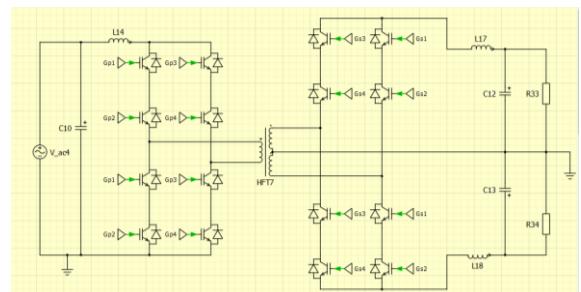 L14
Gs3
Gs1
L17
Gp1
Gp3
Gs4
Gs2
C12
R33
Gp2
Gp4
C10
V_ac4
HFT7
Gp1
Gp3
C13
Gs3
Gs1
R34
Gp2
Gp4
Gs4
Gs2
L18